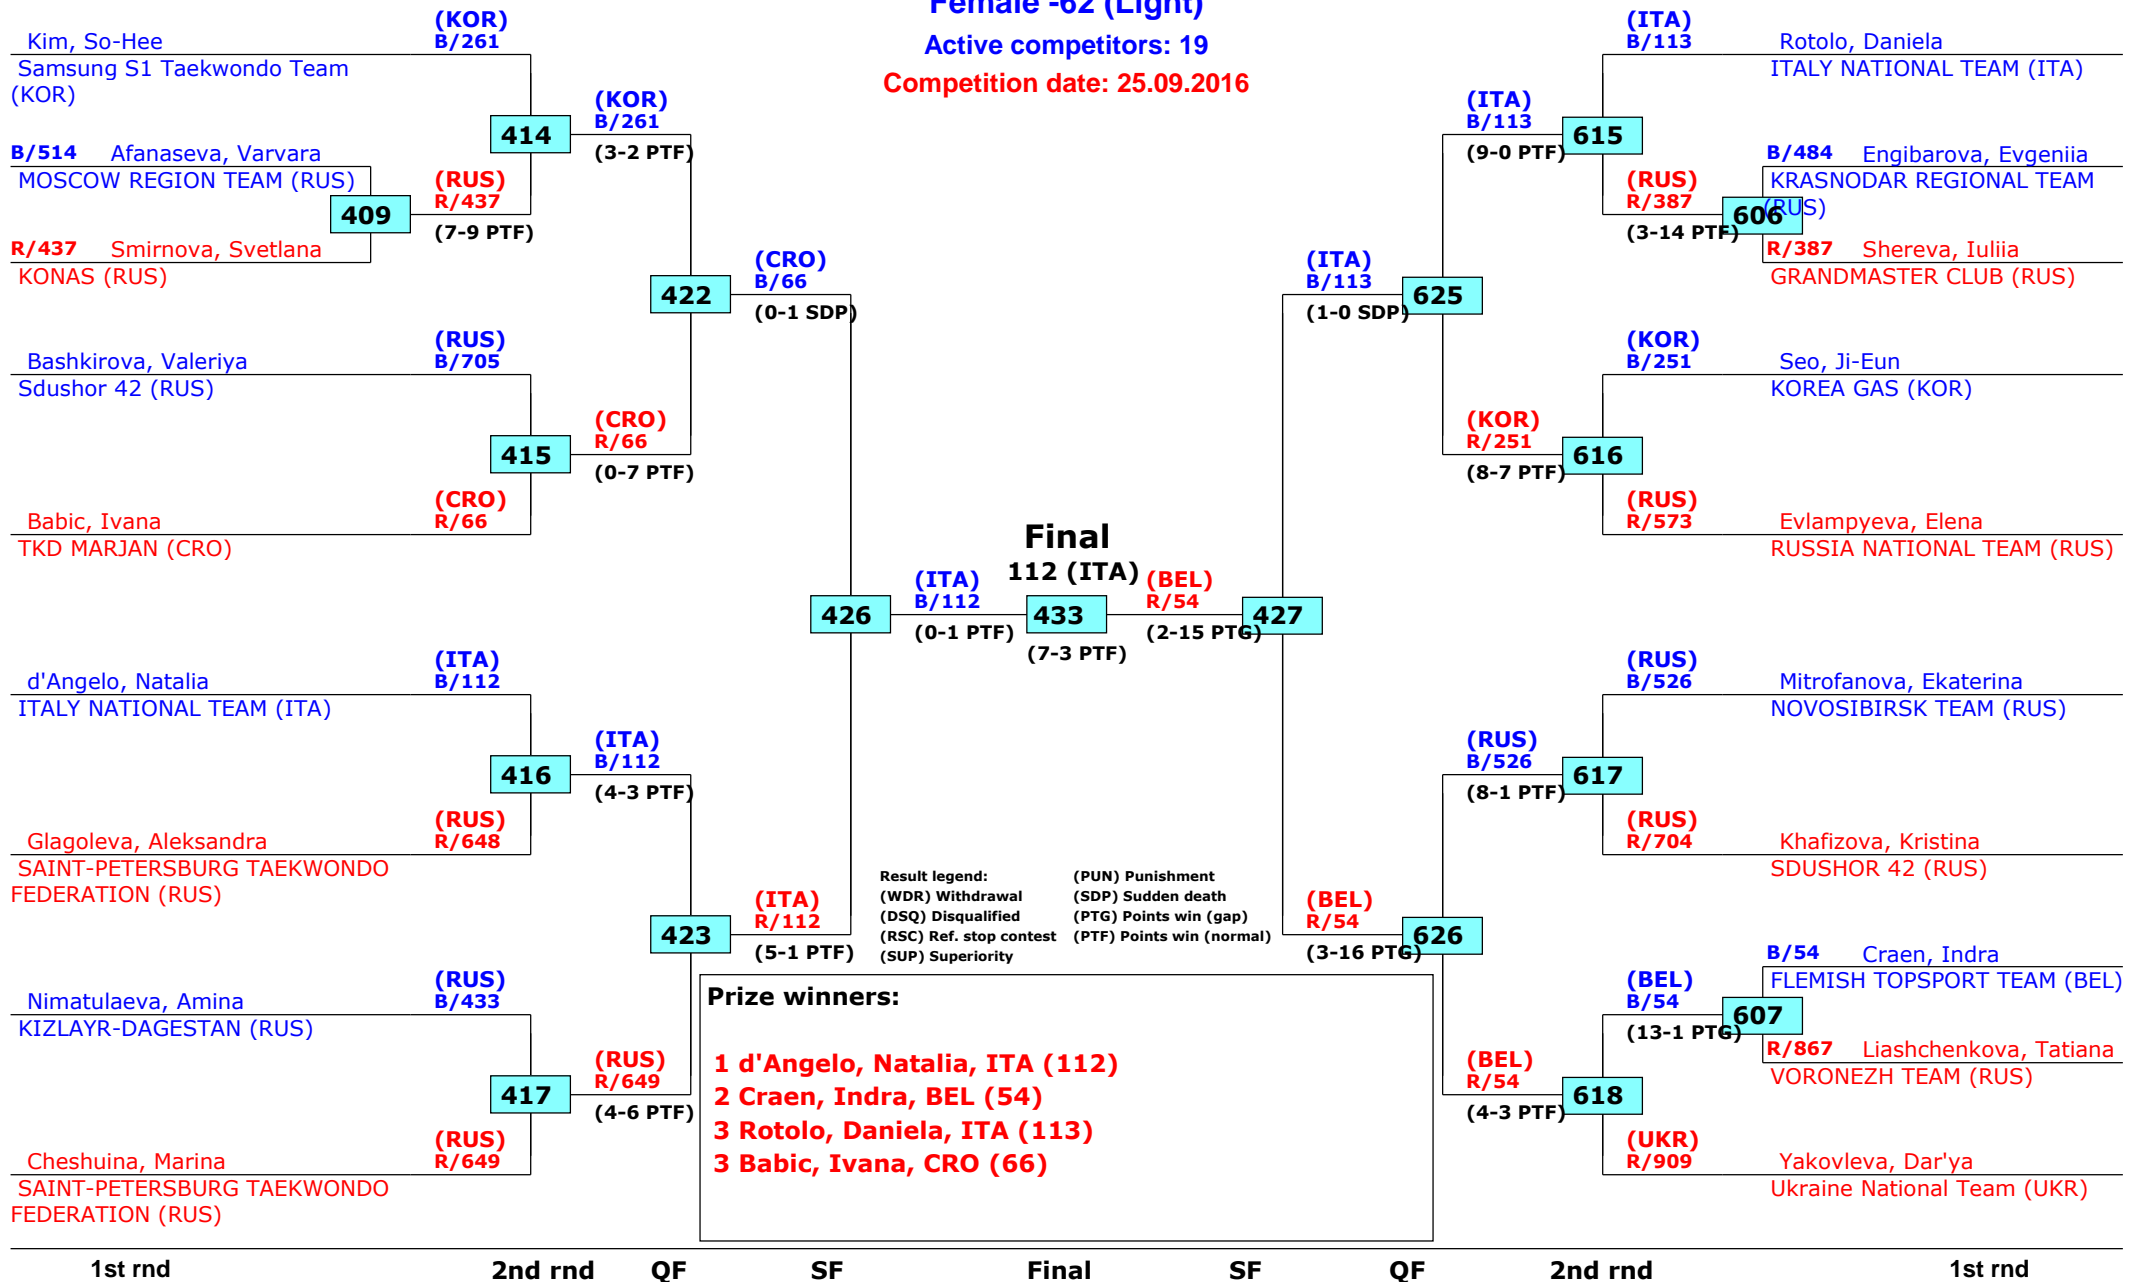 Female -62 (Light)
Active competitors: 19
Competition date: 25.09.2016
Kim, So-Hee
Samsung S1 Taekwondo Team
(KOR)
(KOR)
B/261
B/514 Afanaseva, Varvara
MOSCOW REGION TEAM (RUS)
409
R/437 Smirnova, Svetlana
KONAS (RUS)
(RUS)
R/437
(7-9 PTF)
414
(KOR)
B/261
(3-2 PTF)
Bashkirova, Valeriya
Sdushor 42 (RUS)
(RUS)
B/705
415
Babic, Ivana
TKD MARJAN (CRO)
(CRO)
R/66
(CRO)
R/66
(0-7 PTF)
422
(CRO)
B/66
(0-1 SDP)
d'Angelo, Natalia
ITALY NATIONAL TEAM (ITA)
(ITA)
B/112
416
Glagoleva, Aleksandra
SAINT-PETERSBURG TAEKWONDO
FEDERATION (RUS)
(RUS)
R/648
(ITA)
B/112
(4-3 PTF)
423
(ITA)
R/112
(5-1 PTF)
Nimatulaeva, Amina
KIZLAYR-DAGESTAN (RUS)
(RUS)
B/433
417
Cheshuina, Marina
SAINT-PETERSBURG TAEKWONDO
FEDERATION (RUS)
(RUS)
R/649
(RUS)
R/649
(4-6 PTF)
426
(ITA)
B/112
(0-1 PTF)
Final
112 (ITA)
433
(7-3 PTF)
(BEL)
R/54
(2-15 PTG)
427
(ITA)
B/113
(1-0 SDP)
625
(ITA)
B/113
(9-0 PTF)
615
(ITA)
B/113
Rotolo, Daniela
ITALY NATIONAL TEAM (ITA)
(RUS)
R/387
(3-14 PTF)
606
B/484 Engibarova, Evgeniia
KRASNODAR REGIONAL TEAM
(RUS)
R/387 Shereva, Iuliia
GRANDMASTER CLUB (RUS)
(KOR)
R/251
(8-7 PTF)
616
(KOR)
B/251
Seo, Ji-Eun
KOREA GAS (KOR)
(RUS)
R/573
Evlampyeva, Elena
RUSSIA NATIONAL TEAM (RUS)
(BEL)
R/54
(3-16 PTG)
626
(RUS)
B/526
(8-1 PTF)
617
(RUS)
B/526
Mitrofanova, Ekaterina
NOVOSIBIRSK TEAM (RUS)
(RUS)
R/704
Khafizova, Kristina
SDUSHOR 42 (RUS)
(BEL)
R/54
(4-3 PTF)
618
(BEL)
B/54
(13-1 PTG)
607
B/54 Craen, Indra
FLEMISH TOPSPORT TEAM (BEL)
R/867 Liashchenkova, Tatiana
VORONEZH TEAM (RUS)
(UKR)
R/909
Yakovleva, Dar'ya
Ukraine National Team (UKR)
Result legend:
(WDR) Withdrawal
(DSQ) Disqualified
(RSC) Ref. stop contest
(SUP) Superiority
(PUN) Punishment
(SDP) Sudden death
(PTG) Points win (gap)
(PTF) Points win (normal)
Prize winners:
1 d'Angelo, Natalia, ITA (112)
2 Craen, Indra, BEL (54)
3 Rotolo, Daniela, ITA (113)
3 Babic, Ivana, CRO (66)
1st rnd 2nd rnd QF SF Final SF QF 2nd rnd 1st rnd